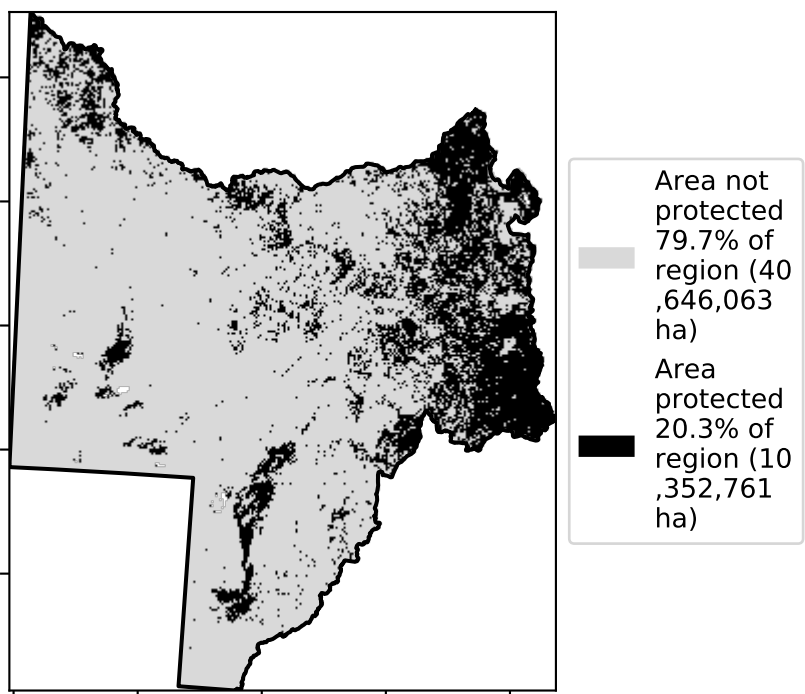 Area not
protected
79.7% of
region (40
,646,063
ha)
Area
protected
20.3% of
region (10
,352,761
ha)